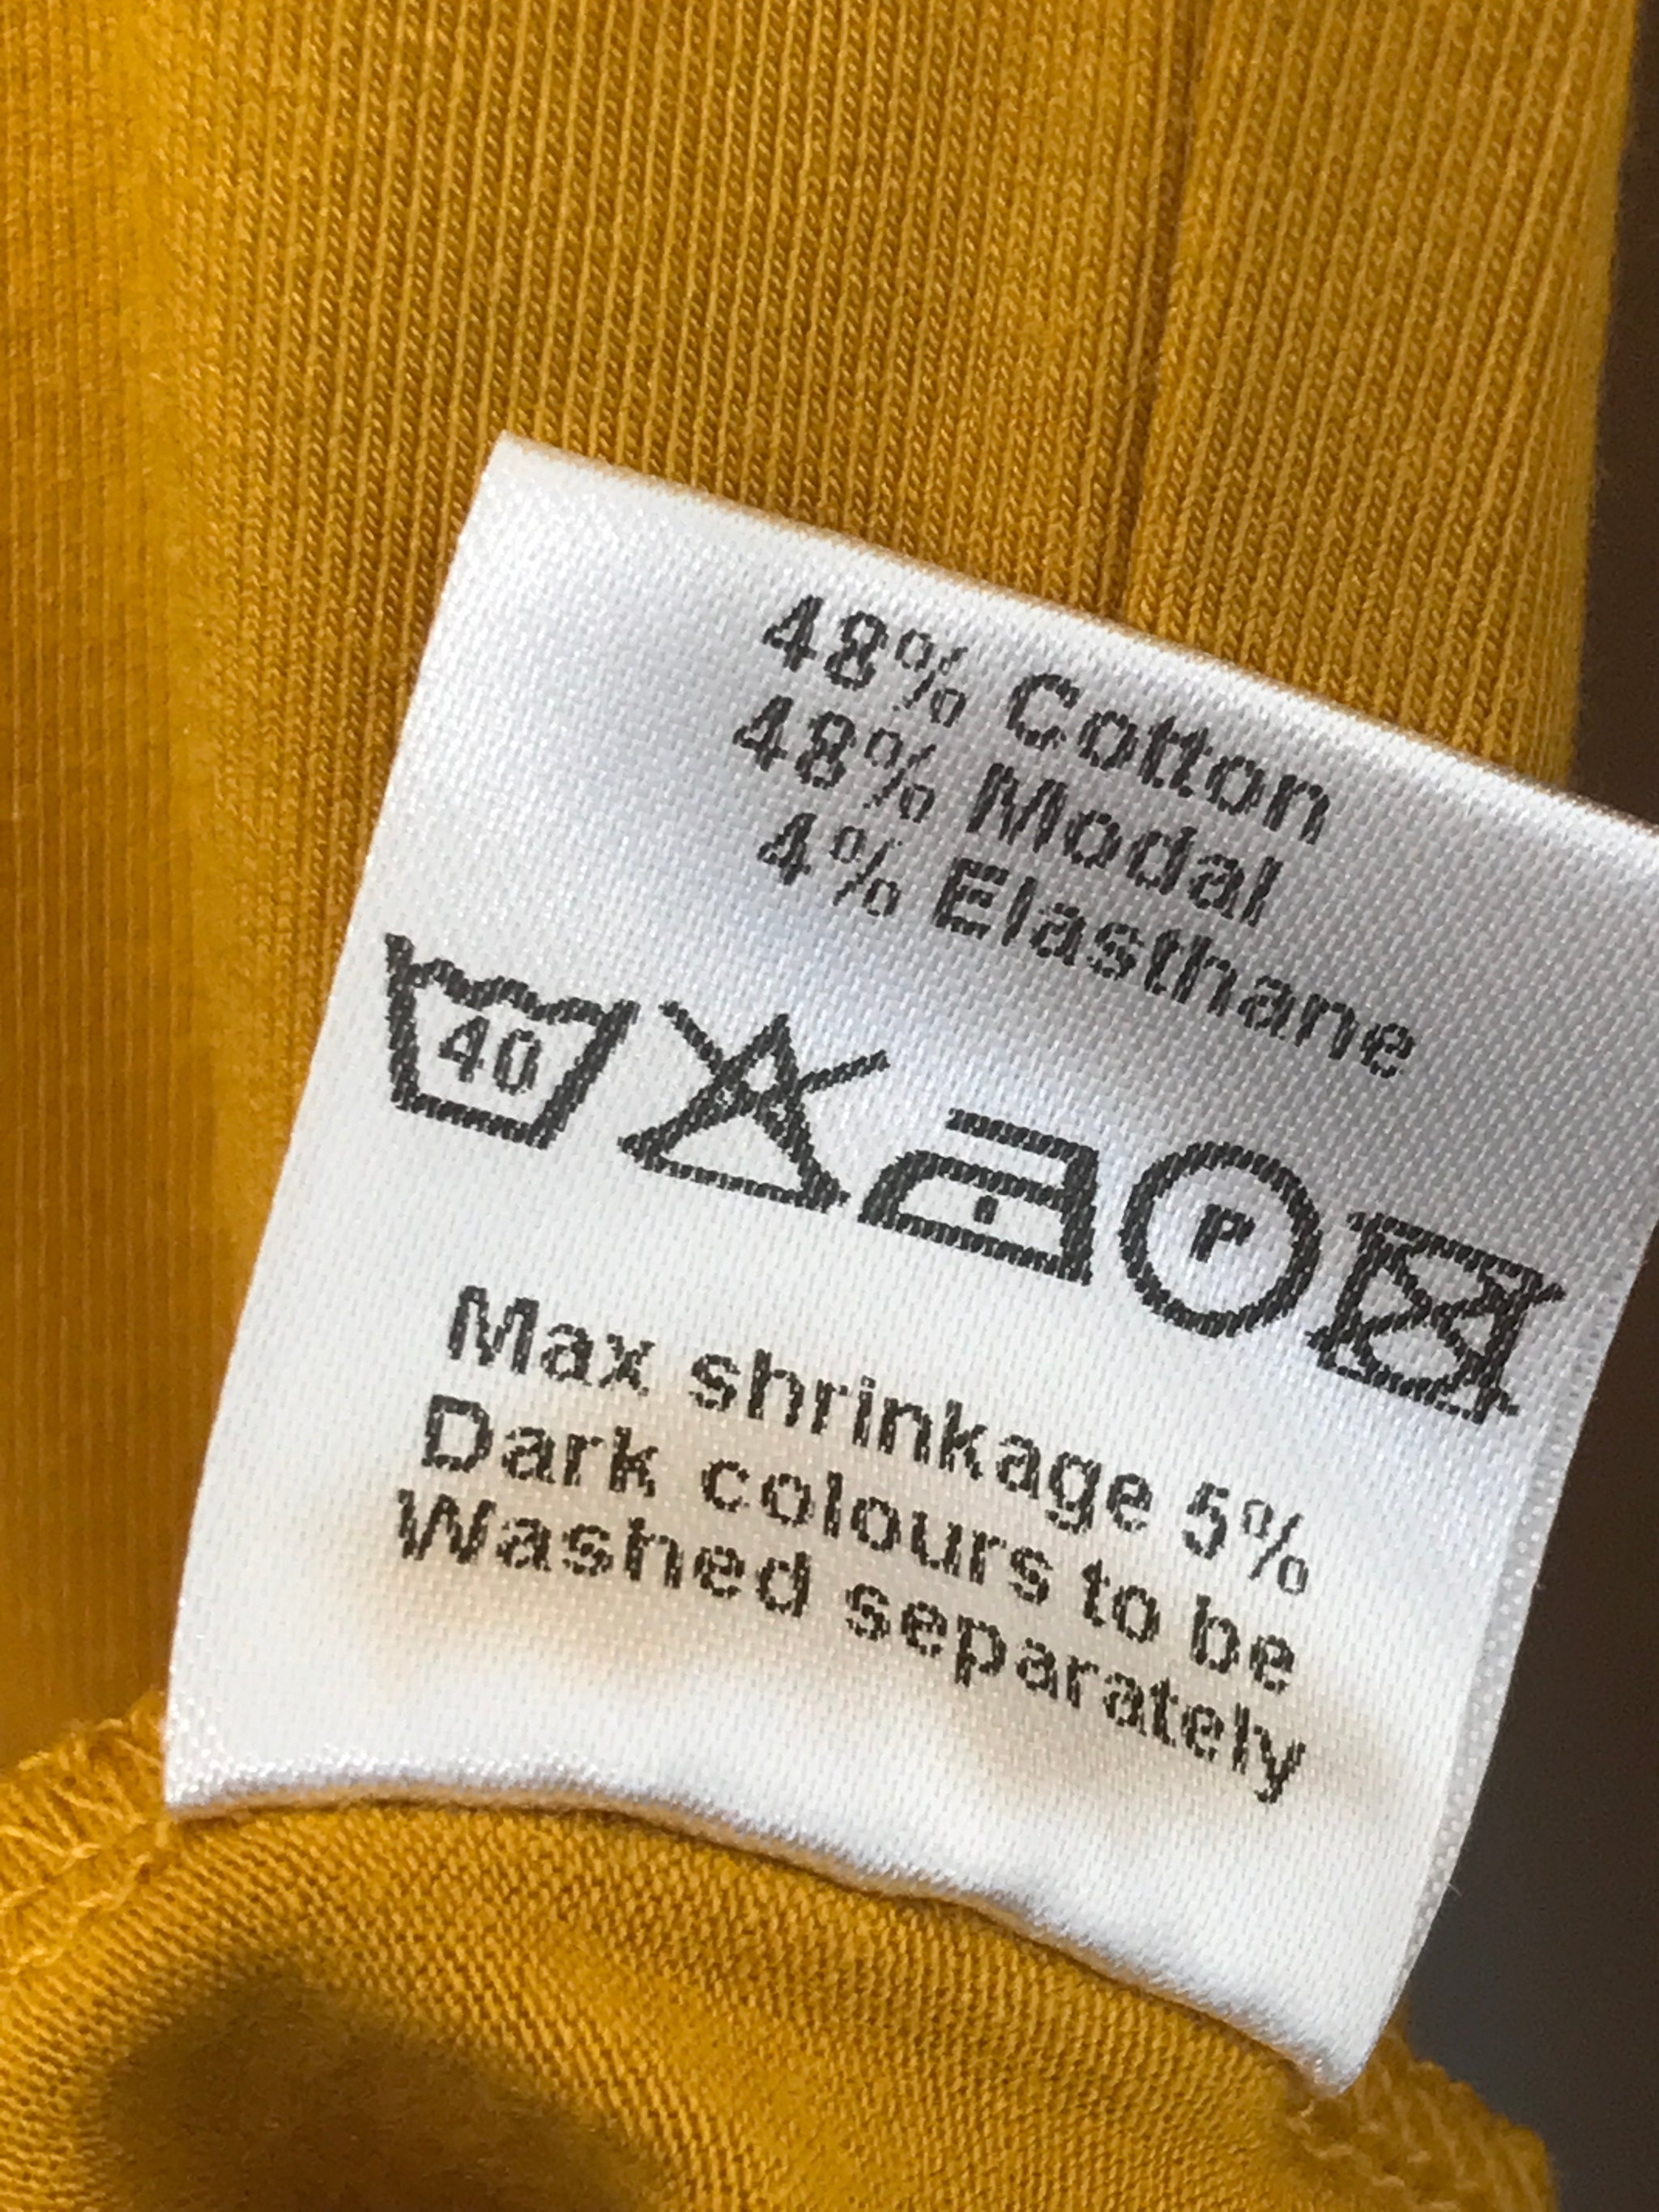 48% Cotton
48% Modal
4% Elasthane
40 P
Max shrinkage 5%
Dark colours to be
Washed separately